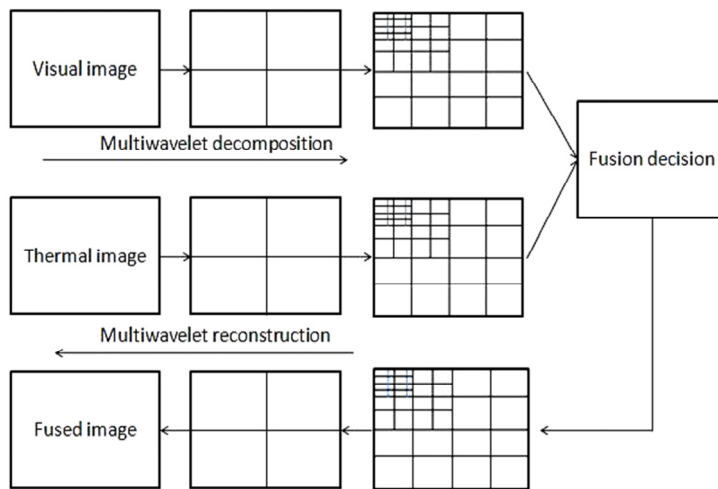 Visual image
Multiwavelet decomposition
Fusion decision
Thermal image
Multiwavelet reconstruction
Fused image